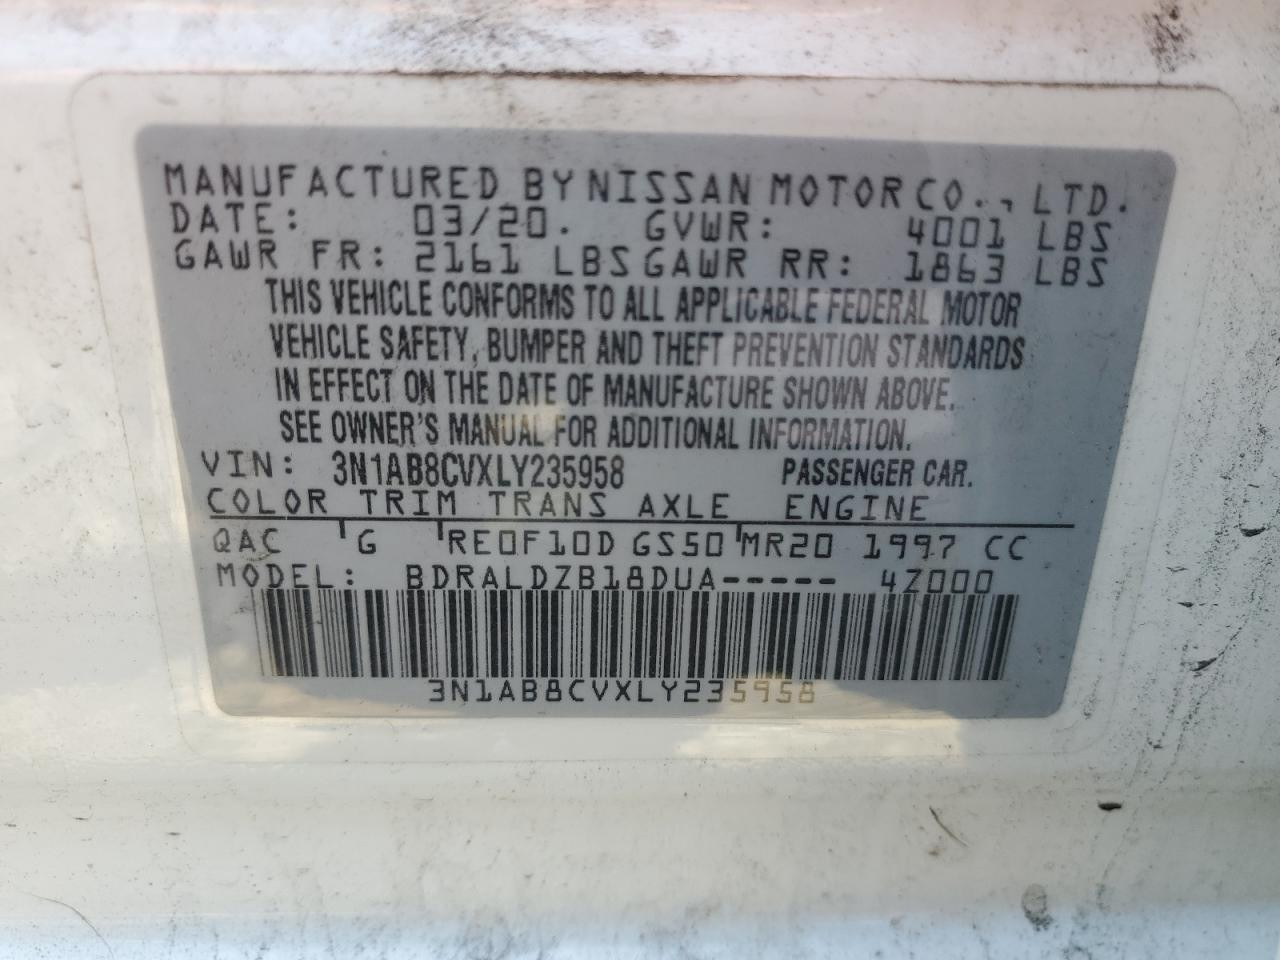 MANUFACTURED BY NISSAN MOTOR CO., LTD.
DATE: 03/20. GVWR: 4001 LBS
GAWR FR: 2161 LBS GAWR RR: 1863 LBS
THIS VEHICLE CONFORMS TO ALL APPLICABLE FEDERAL MOTOR
VEHICLE SAFETY, BUMPER AND THEFT PREVENTION STANDARDS
IN EFFECT ON THE DATE OF MANUFACTURE SHOWN ABOVE.
SEE OWNER'S MANUAL FOR ADDITIONAL INFORMATION.
VIN: 3N1AB8CVXLY235958 PASSENGER CAR.
COLOR TRIM TRANS AXLE ENGINE
QAC G RE0F10D GS50 MR20 1997 CC
MODEL: BDRALDZB18DUA----- 4Z000
3N1AB8CVXLY235958